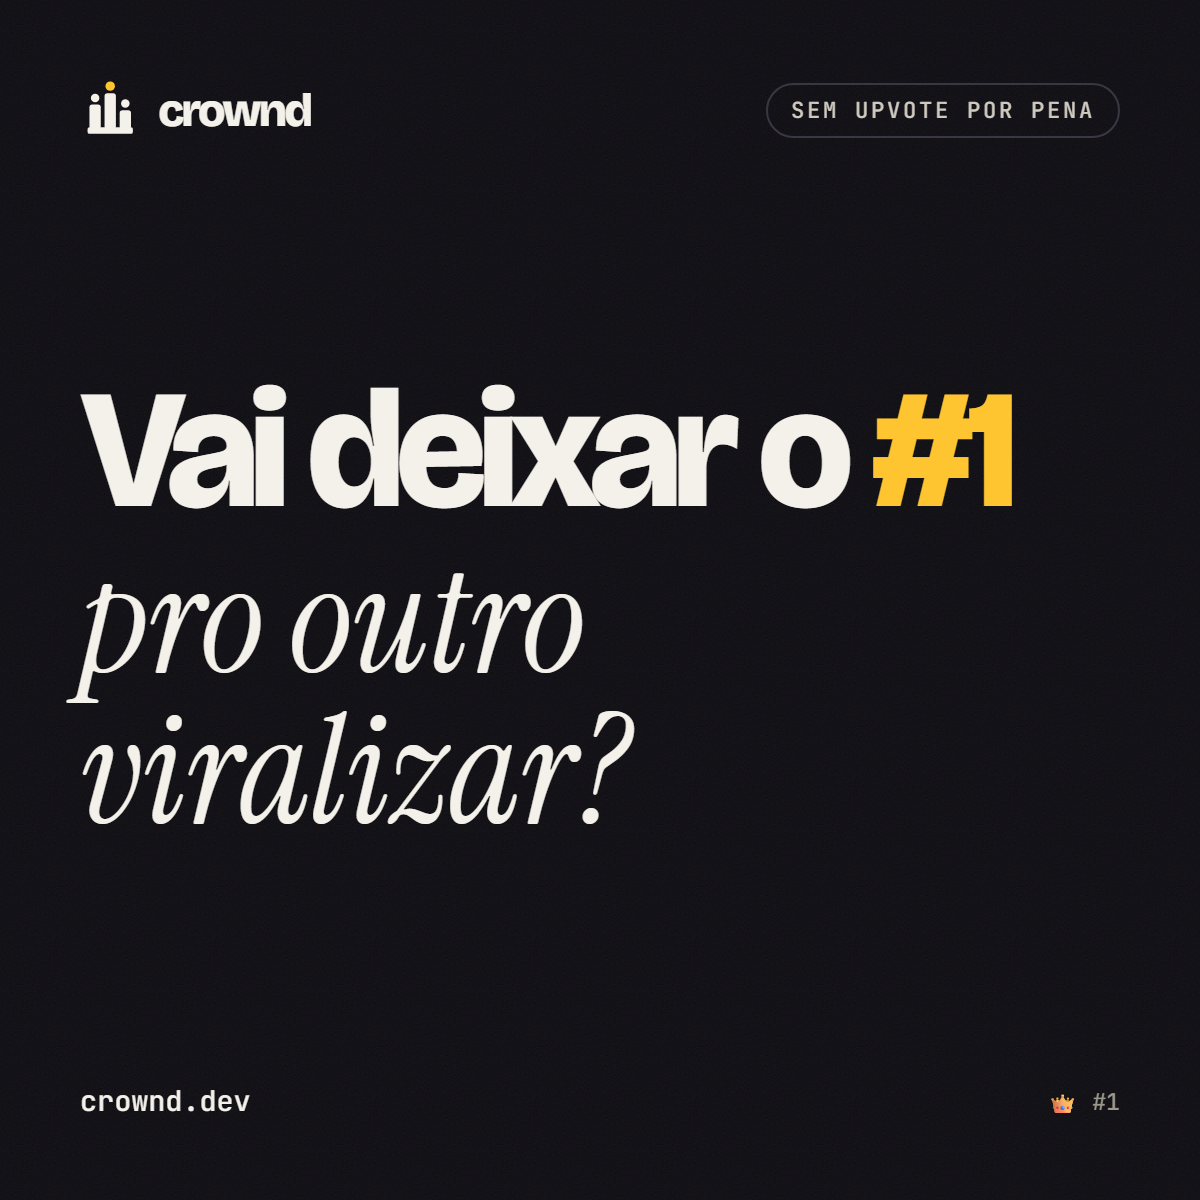 crownd
SEM UPVOTE POR PENA
Vai deixar o #1
pro outro
viralizar?
crownd.dev
#1